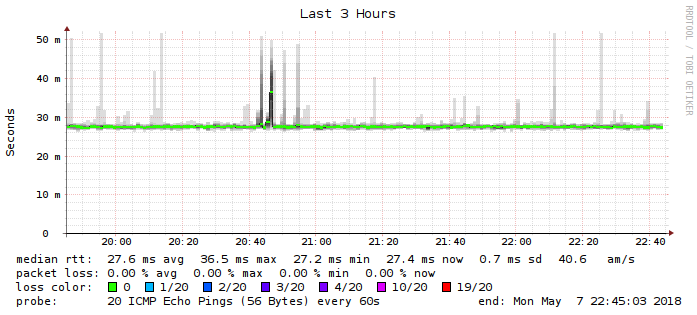 Last 3 Hours
RRDTOOL / TOBI OETIKER
Seconds
50 m
40 m
30 m
20 m
10 m
0
20:00 20:20 20:40 21:00 21:20 21:40 22:00 22:20 22:40
median rtt: 27.6 ms avg 36.5 ms max 27.2 ms min 27.4 ms now 0.7 ms sd 40.6 am/s
packet loss: 0.00 % avg 0.00 % max 0.00 % min 0.00 % now
loss color: 0 1/20 2/20 3/20 4/20 10/20 19/20
probe: 20 ICMP Echo Pings (56 Bytes) every 60s end: Mon May 7 22:45:03 2018